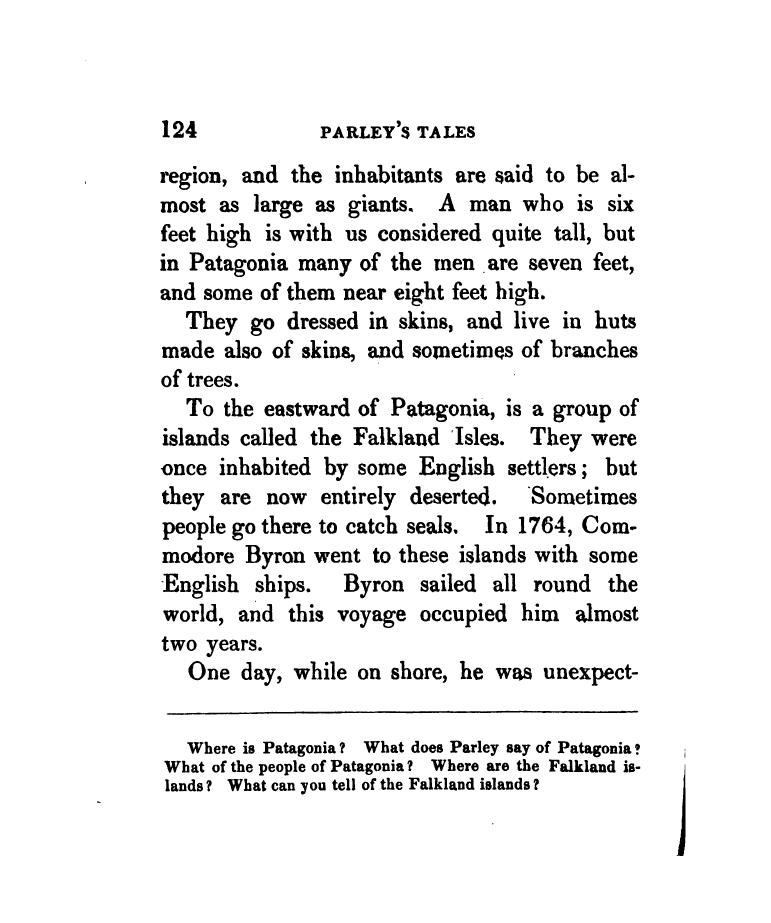 124 PARLEY'S TALES
region, and the inhabitants are said to be al-
most as large as giants. A man who is six
feet high is with us considered quite tall, but
in Patagonia many of the men are seven feet,
and some of them near eight feet high.
They go dressed in skins, and live in huts
made also of skins, and sometimes of branches
of trees.
To the eastward of Patagonia, is a group of
islands called the Falkland Isles. They were
once inhabited by some English settlers; but
they are now entirely deserted. Sometimes
people go there to catch seals. In 1764, Com-
modore Byron went to these islands with some
English ships. Byron sailed all round the
world, and this voyage occupied him almost
two years.
One day, while on shore, he was unexpect-
Where is Patagonia? What does Parley say of Patagonia?
What of the people of Patagonia? Where are the Falkland is-
lands? What can you tell of the Falkland islands?